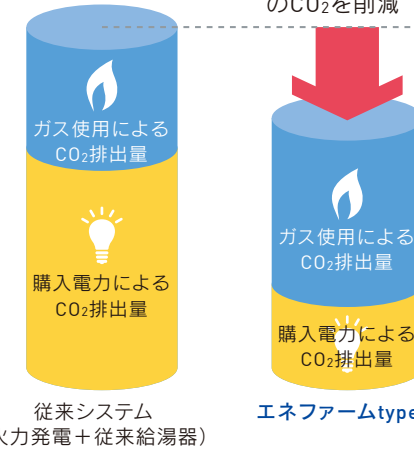 のCO₂を削減
ガス使用による
CO₂排出量
購入電力による
CO₂排出量
ガス使用による
CO₂排出量
購入電力による
CO₂排出量
従来システム
火力発電＋従来給湯器）
エネファームtype